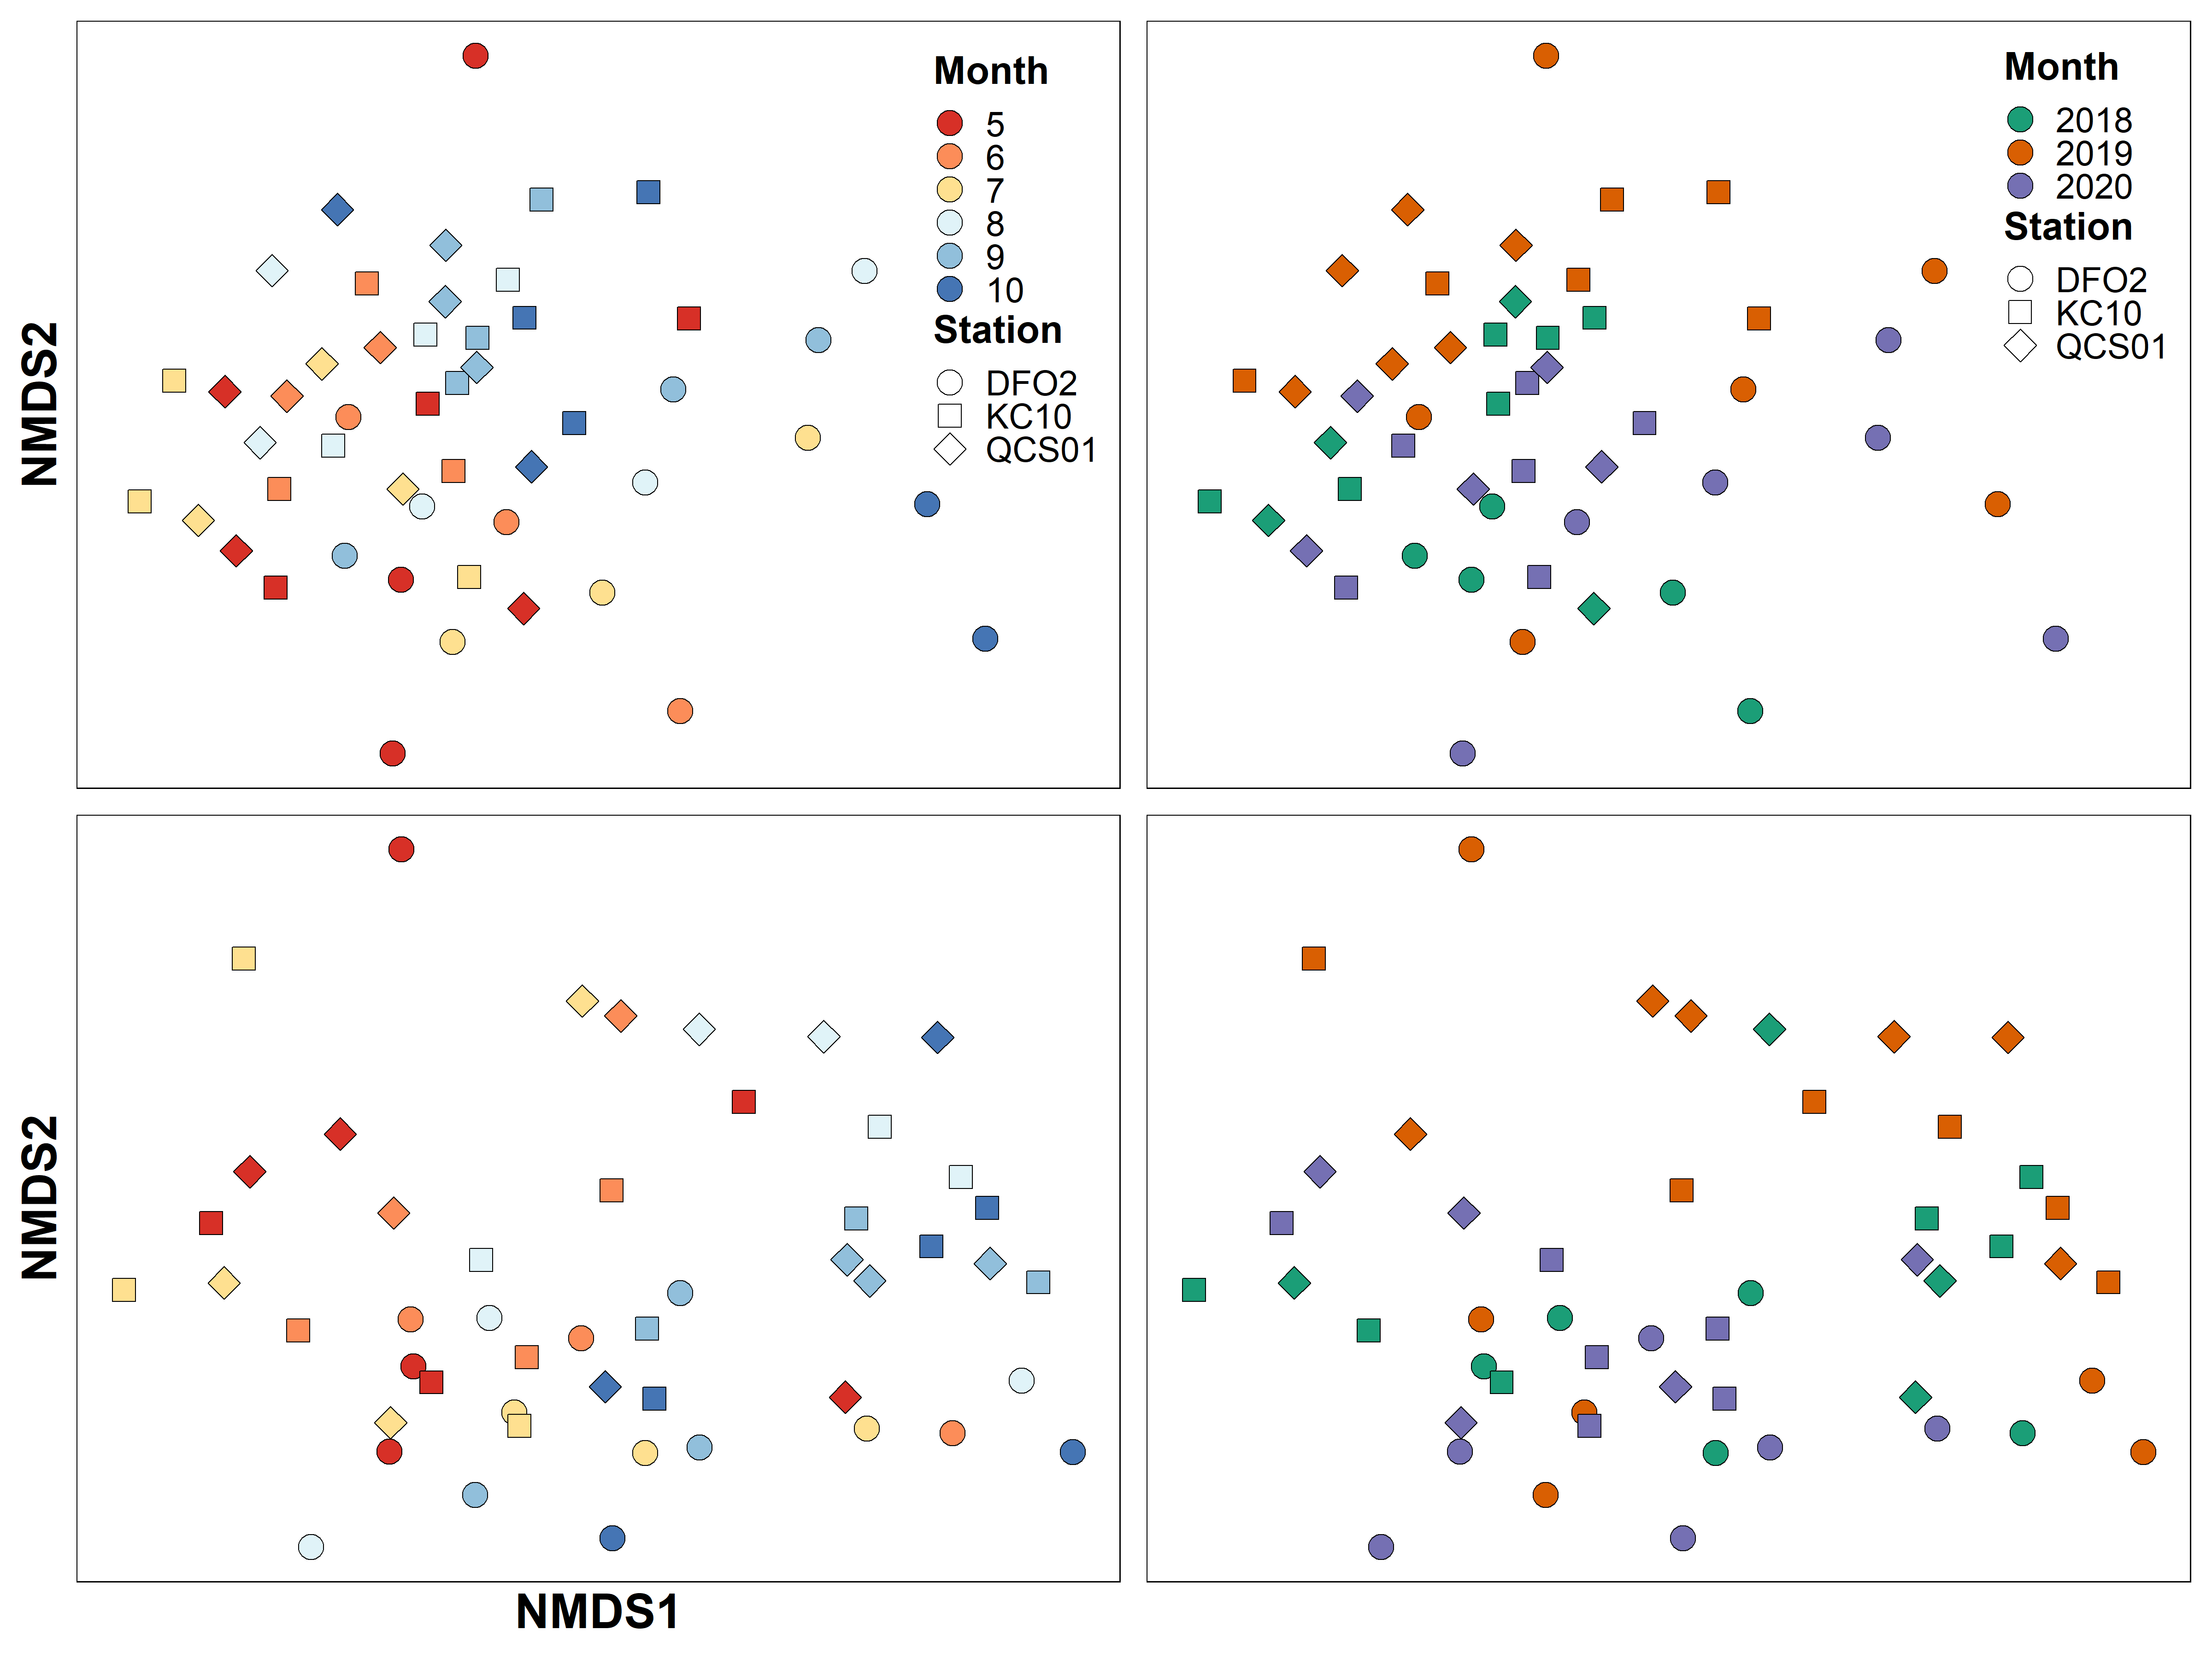 Month
5
6
7
8
9
10
Station
DFO2
KC10
QCS01
Month
2018
2019
2020
Station
DFO2
KC10
QCS01
NMDS2
NMDS2
NMDS1